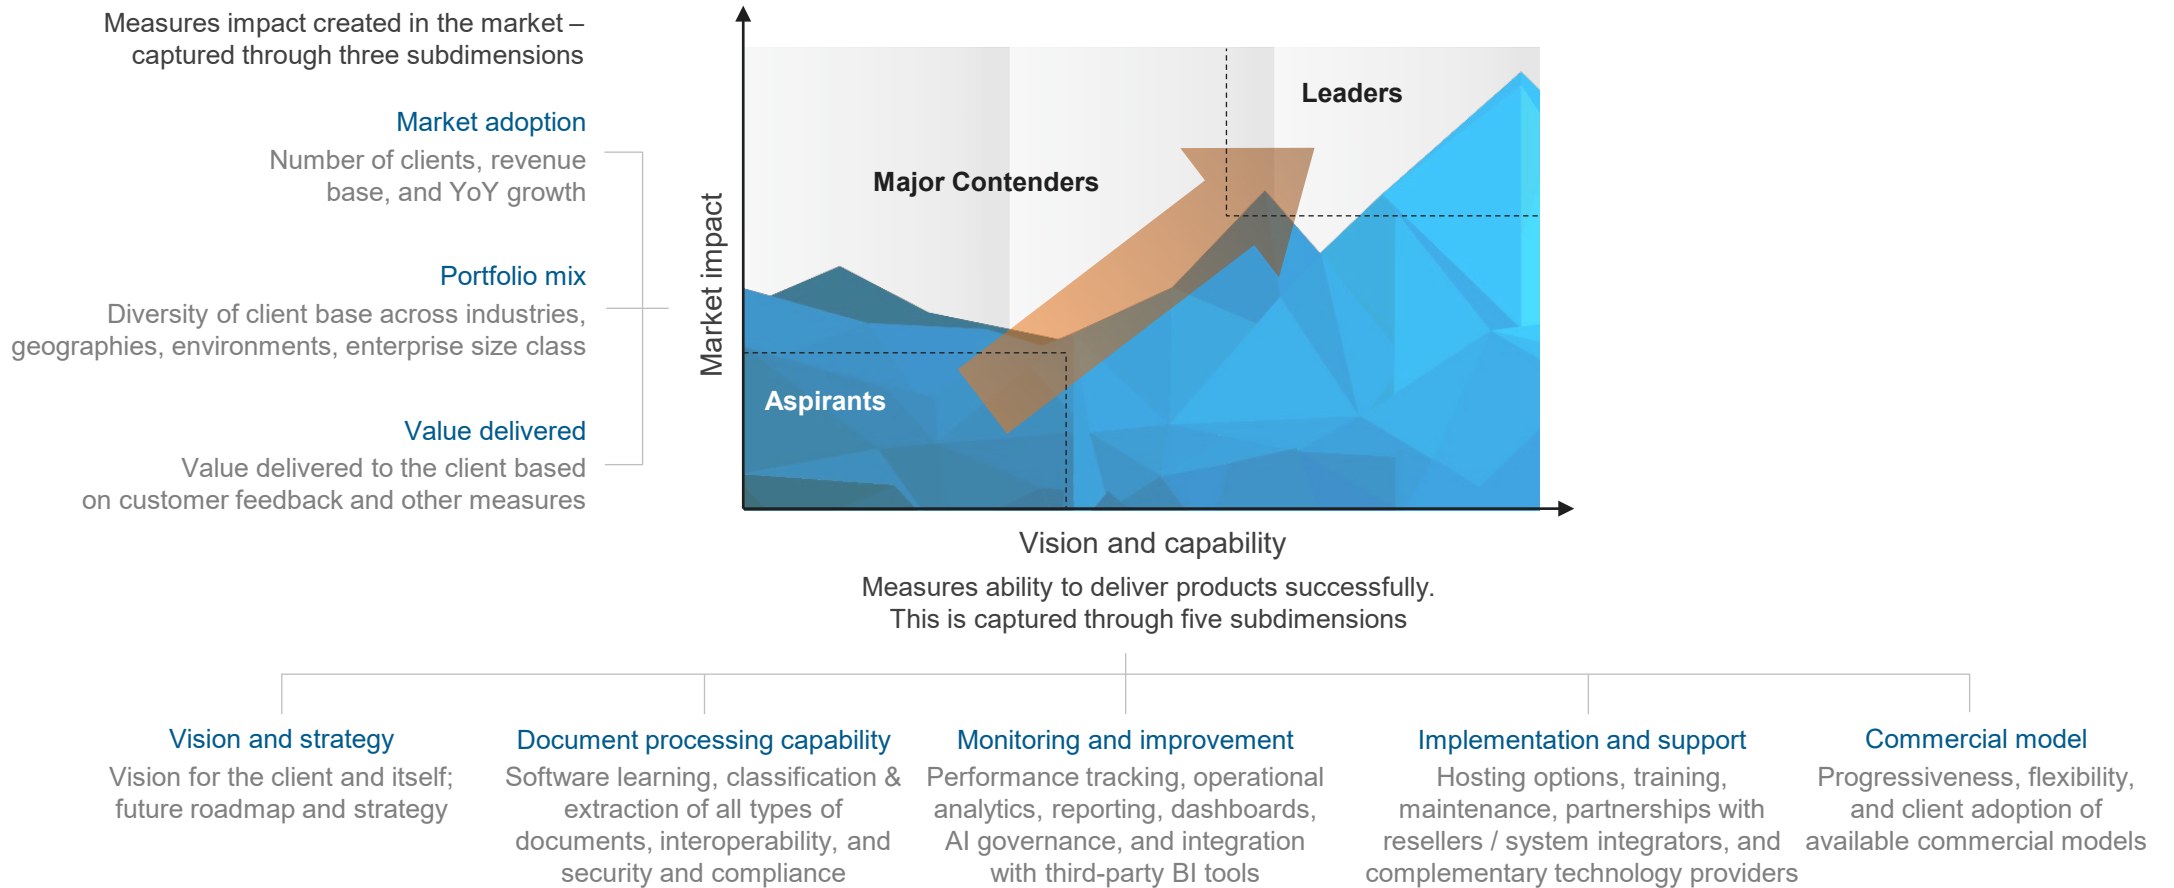 Measures impact created in the market –
captured through three subdimensions
Market adoption
Number of clients, revenue
base, and YoY growth
Portfolio mix
Diversity of client base across industries,
geographies, environments, enterprise size class
Value delivered
Value delivered to the client based
on customer feedback and other measures
Market impact
Leaders
Major Contenders
Aspirants
Vision and capability
Measures ability to deliver products successfully.
This is captured through five subdimensions
Vision and strategy
Vision for the client and itself;
future roadmap and strategy
Document processing capability
Software learning, classification &
extraction of all types of
documents, interoperability, and
security and compliance
Monitoring and improvement
Performance tracking, operational
analytics, reporting, dashboards,
AI governance, and integration
with third-party BI tools
Implementation and support
Hosting options, training,
maintenance, partnerships with
resellers / system integrators, and
complementary technology providers
Commercial model
Progressiveness, flexibility,
and client adoption of
available commercial models